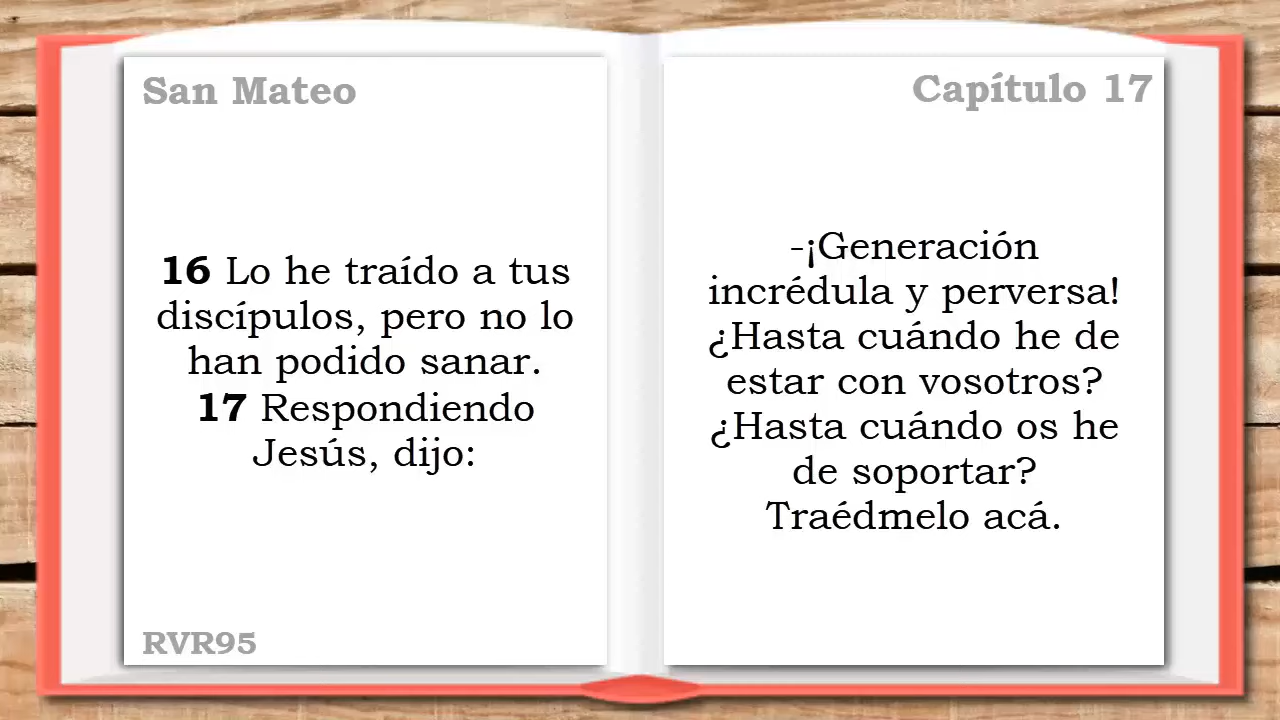 San Mateo
16 Lo he traído a tus
discípulos, pero no lo
han podido sanar.
17 Respondiendo
Jesús, dijo:
RVR95
Capítulo 17
-¡Generación
incrédula y perversa!
¿Hasta cuándo he de
estar con vosotros?
¿Hasta cuándo os he
de soportar?
Traédmelo acá.